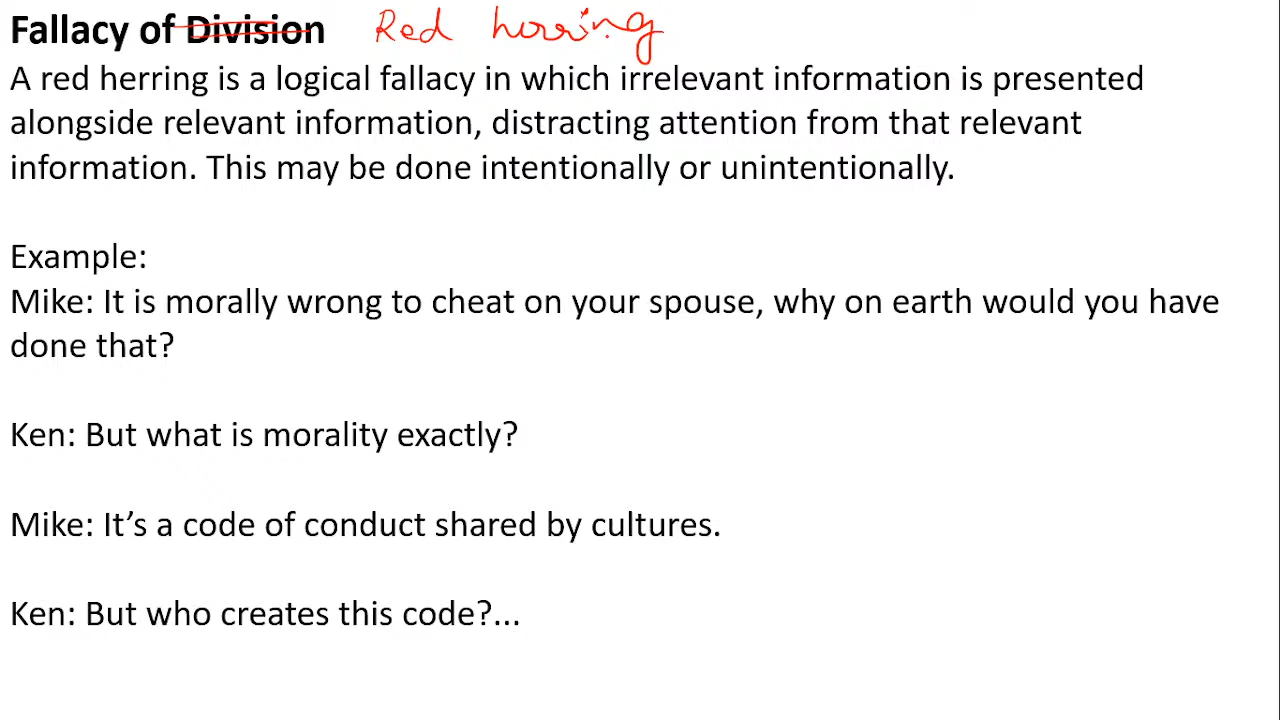 Fallacy of Division Red herring
A red herring is a logical fallacy in which irrelevant information is presented
alongside relevant information, distracting attention from that relevant
information. This may be done intentionally or unintentionally.
Example:
Mike: It is morally wrong to cheat on your spouse, why on earth would you have
done that?
Ken: But what is morality exactly?
Mike: It’s a code of conduct shared by cultures.
Ken: But who creates this code?...